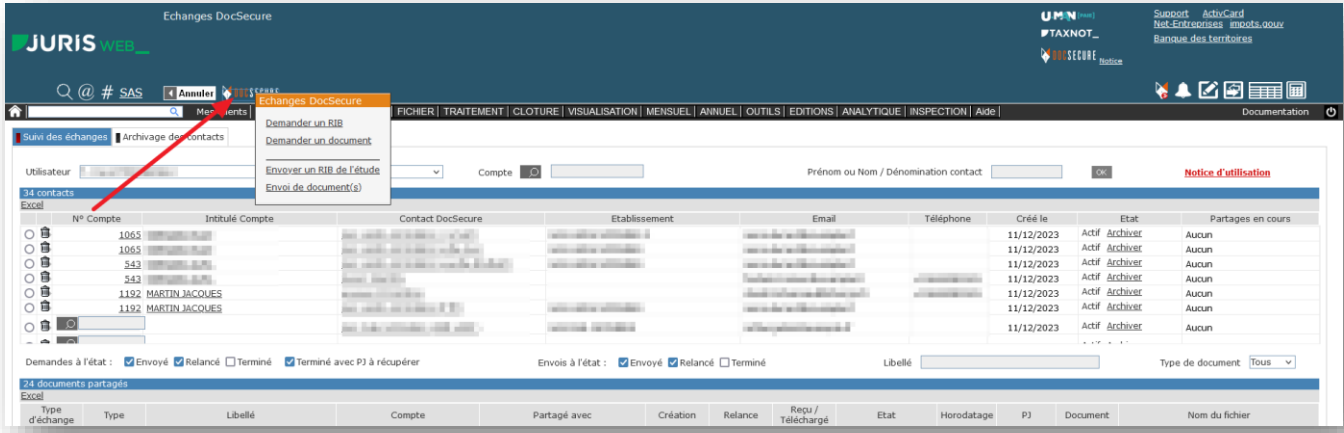 Echanges DocSecure
JURIS WEB_
UMAN [PAIE]
TAXNOT_
DOCSECURE Notice
Support ActivCard
Net-Entreprises impots.gouv
Banque des territoires
@ # SAS Annuler
Echanges DocSecure
Demander un RIB
Demander un document
Envoyer un RIB de l'étude
Envoi de document(s)
FICHIER TRAITEMENT CLOTURE VISUALISATION MENSUEL ANNUEL OUTILS EDITIONS ANALYTIQUE INSPECTION Aide Documentation
Suivi des échanges Archivage des contacts
Utilisateur Compte Prénom ou Nom / Dénomination contact OK Notice d'utilisation
34 contacts
Excel
N° Compte Intitulé Compte Contact DocSecure Etablissement Email Téléphone Créé le Etat Partages en cours
1065 11/12/2023 Actif Archiver Aucun
1065 11/12/2023 Actif Archiver Aucun
543 11/12/2023 Actif Archiver Aucun
543 11/12/2023 Actif Archiver Aucun
1192 MARTIN JACQUES 11/12/2023 Actif Archiver Aucun
1192 MARTIN JACQUES 11/12/2023 Actif Archiver Aucun
11/12/2023 Actif Archiver Aucun
Demandes à l'état : Envoyé Relancé Terminé Terminé avec PJ à récupérer Envois à l'état : Envoyé Relancé Terminé Libellé Type de document Tous
24 documents partagés
Excel
Type d'échange Type Libellé Compte Partagé avec Création Relance Reçu / Téléchargé Etat Horodatage PJ Document Nom du fichier